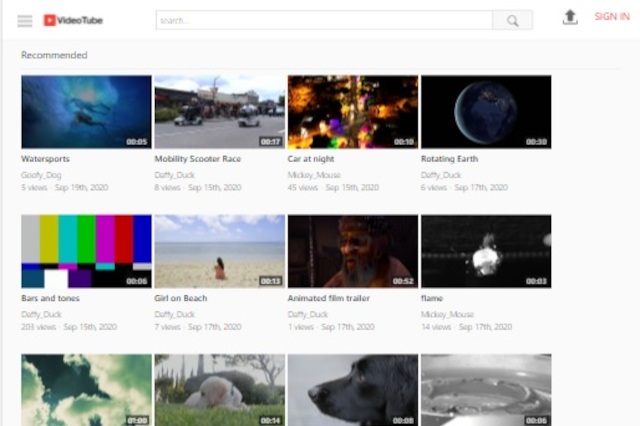 VideoTube
search..
SIGN IN
Recommended
00:05 00:17 00:10 00:30
Watersports Mobility Scooter Race Car at night Rotating Earth
Goofy_Dog Daffy_Duck Mickey_Mouse Daffy_Duck
5 views · Sep 19th, 2020 8 views · Sep 15th, 2020 45 views · Sep 15th, 2020 6 views · Sep 17th, 2020
00:06 00:13 00:52 00:03
Bars and tones Girl on Beach Animated film trailer flame
Daffy_Duck Daffy_Duck Daffy_Duck Mickey_Mouse
203 views · Sep 15th, 2020 7 views · Sep 17th, 2020 1 views · Sep 17th, 2020 14 views · Sep 17th, 2020
01:00 00:14 00:08 00:06